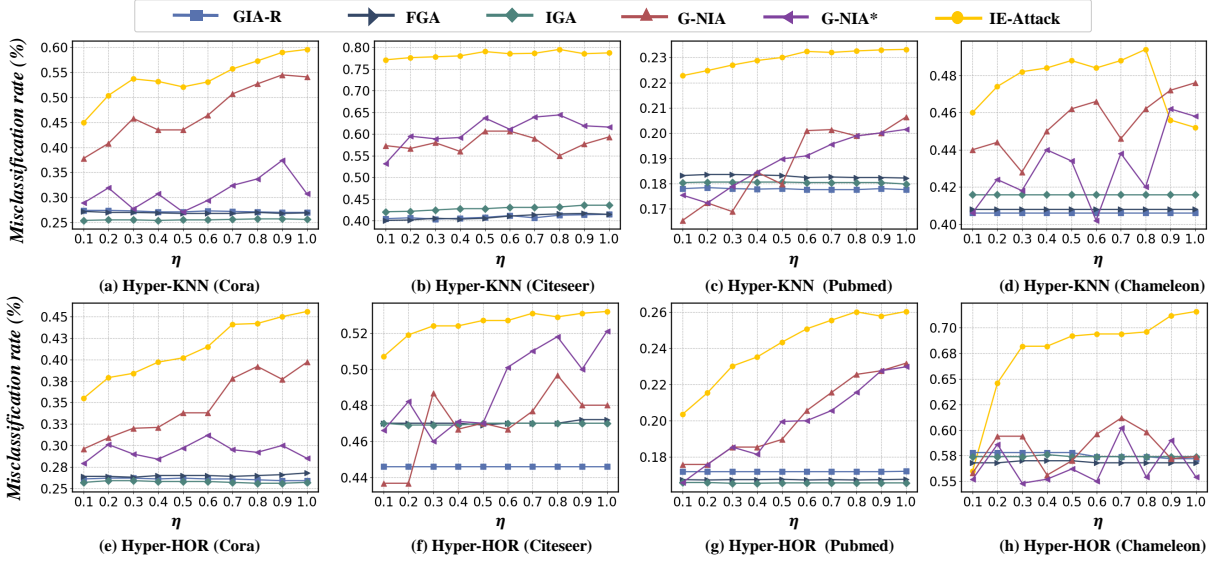 GIA-R FGA IGA G-NIA G-NIA* IE-Attack
Misclassification rate (%)
0.60 0.55 0.50 0.45 0.40 0.35 0.30 0.25
0.1 0.2 0.3 0.4 0.5 0.6 0.7 0.8 0.9 1.0
η
(a) Hyper-KNN (Cora)
0.80 0.75 0.70 0.65 0.60 0.55 0.50 0.45 0.40
0.1 0.2 0.3 0.4 0.5 0.6 0.7 0.8 0.9 1.0
η
(b) Hyper-KNN (Citeseer)
0.23 0.22 0.21 0.20 0.19 0.18 0.17
0.1 0.2 0.3 0.4 0.5 0.6 0.7 0.8 0.9 1.0
η
(c) Hyper-KNN (Pubmed)
0.48 0.46 0.44 0.42 0.40
0.1 0.2 0.3 0.4 0.5 0.6 0.7 0.8 0.9 1.0
η
(d) Hyper-KNN (Chameleon)
Misclassification rate (%)
0.45 0.43 0.40 0.38 0.35 0.33 0.30 0.28 0.25
0.1 0.2 0.3 0.4 0.5 0.6 0.7 0.8 0.9 1.0
η
(e) Hyper-HOR (Cora)
0.52 0.50 0.48 0.46 0.44
0.1 0.2 0.3 0.4 0.5 0.6 0.7 0.8 0.9 1.0
η
(f) Hyper-HOR (Citeseer)
0.26 0.24 0.22 0.20 0.18
0.1 0.2 0.3 0.4 0.5 0.6 0.7 0.8 0.9 1.0
η
(g) Hyper-HOR (Pubmed)
0.70 0.68 0.65 0.62 0.60 0.58 0.55
0.1 0.2 0.3 0.4 0.5 0.6 0.7 0.8 0.9 1.0
η
(h) Hyper-HOR (Chameleon)